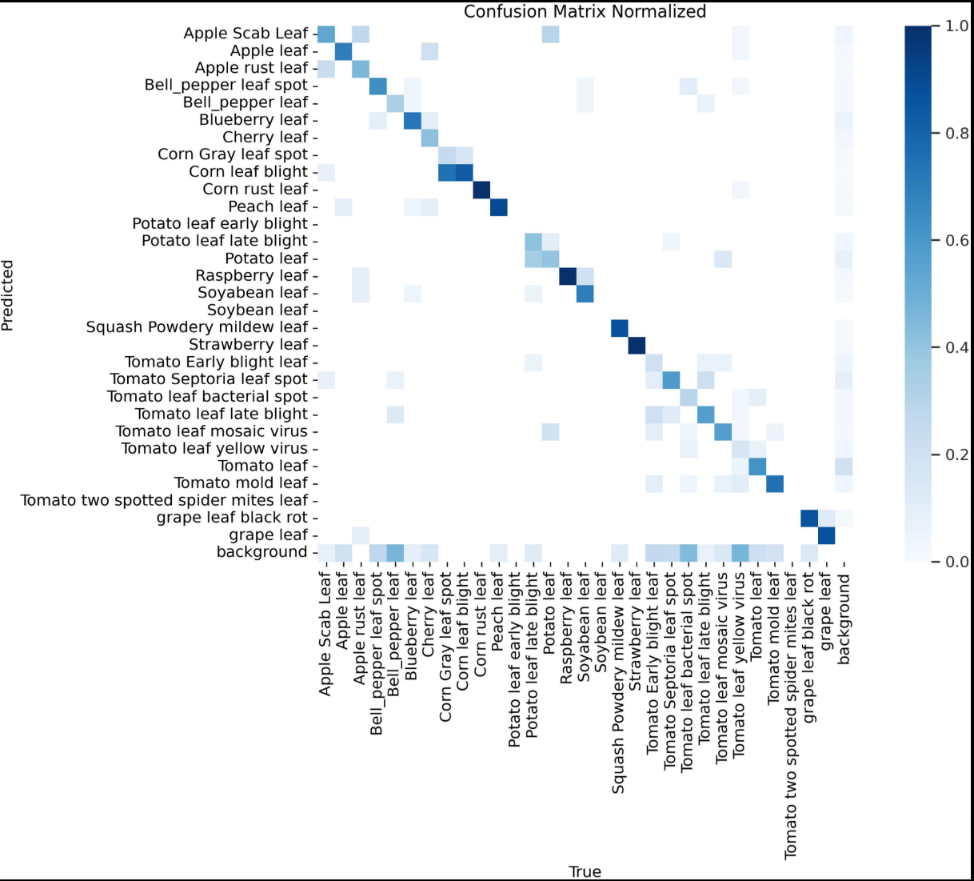 Confusion Matrix Normalized
Predicted
Apple Scab Leaf
Apple leaf
Apple rust leaf
Bell_pepper leaf spot
Bell_pepper leaf
Blueberry leaf
Cherry leaf
Corn Gray leaf spot
Corn leaf blight
Corn rust leaf
Peach leaf
Potato leaf early blight
Potato leaf late blight
Potato leaf
Raspberry leaf
Soyabean leaf
Soybean leaf
Squash Powdery mildew leaf
Strawberry leaf
Tomato Early blight leaf
Tomato Septoria leaf spot
Tomato leaf bacterial spot
Tomato leaf late blight
Tomato leaf mosaic virus
Tomato leaf yellow virus
Tomato leaf
Tomato mold leaf
Tomato two spotted spider mites leaf
grape leaf black rot
grape leaf
background
Apple Scab Leaf
Apple leaf
Apple rust leaf
Bell_pepper leaf spot
Bell_pepper leaf
Blueberry leaf
Cherry leaf
Corn Gray leaf spot
Corn leaf blight
Corn rust leaf
Peach leaf
Potato leaf early blight
Potato leaf late blight
Potato leaf
Raspberry leaf
Soyabean leaf
Soybean leaf
Squash Powdery mildew leaf
Strawberry leaf
Tomato Early blight leaf
Tomato Septoria leaf spot
Tomato leaf bacterial spot
Tomato leaf late blight
Tomato leaf mosaic virus
Tomato leaf yellow virus
Tomato leaf
Tomato mold leaf
Tomato two spotted spider mites leaf
grape leaf black rot
grape leaf
background
True
1.0
0.8
0.6
0.4
0.2
0.0